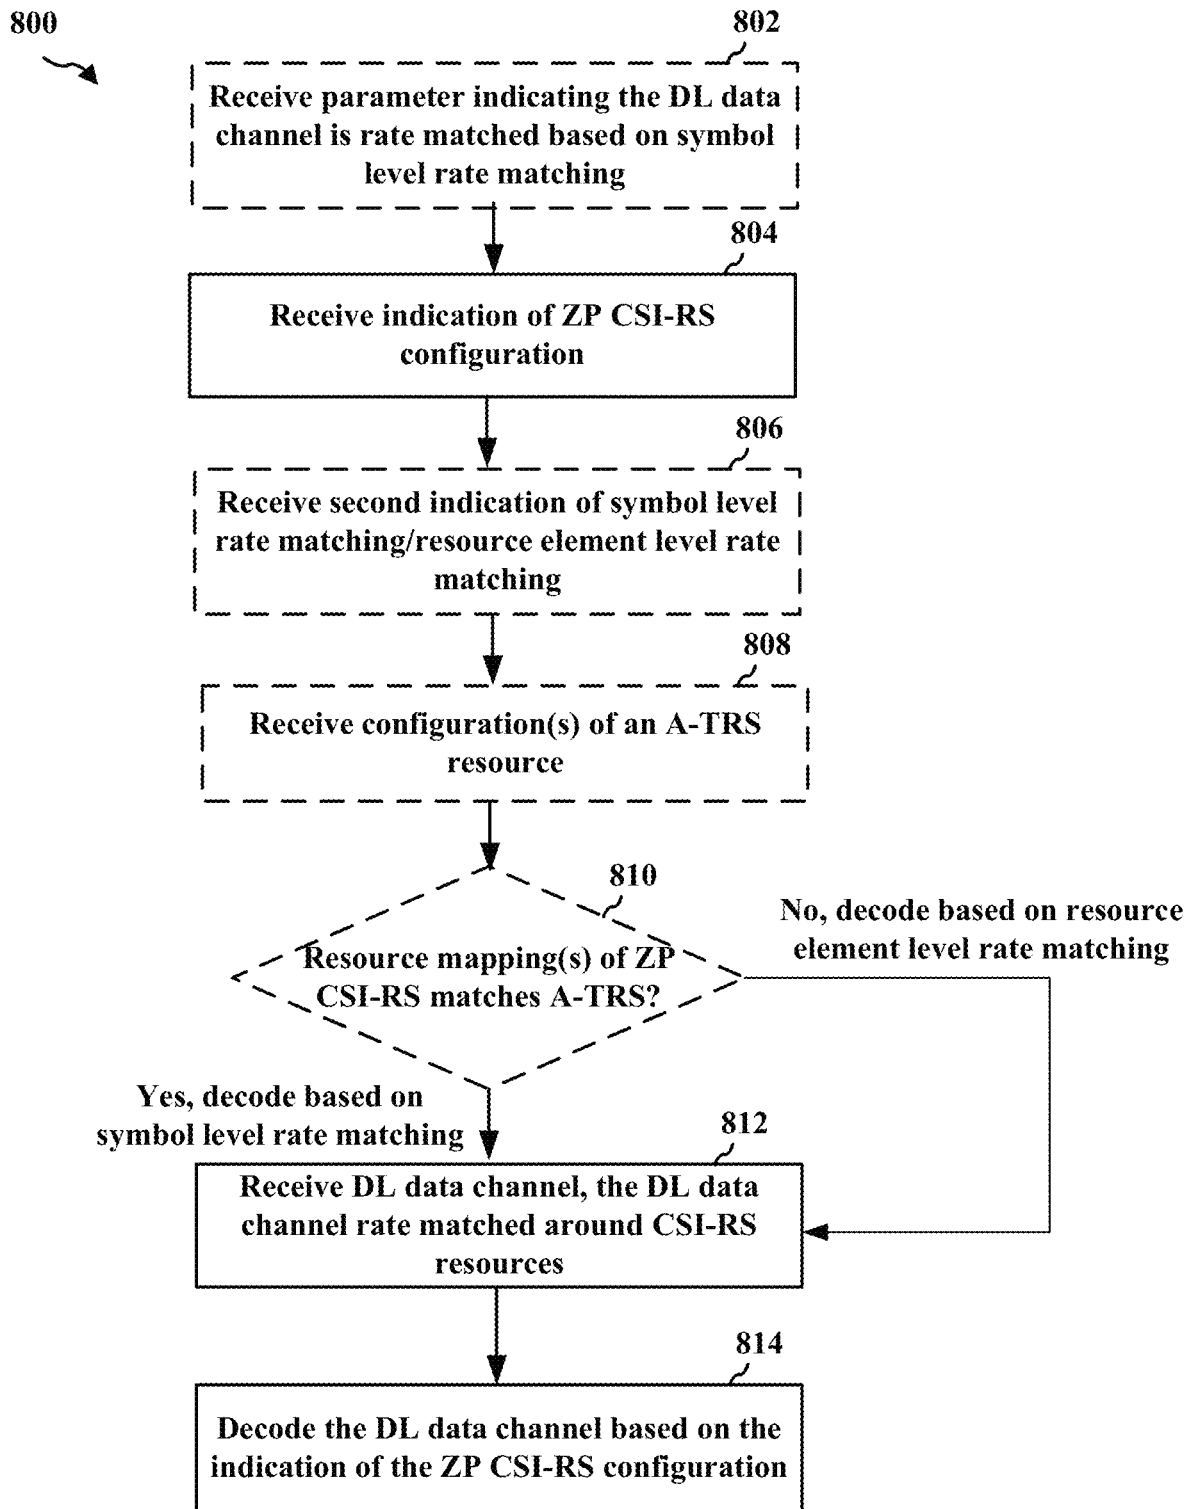 800
802
Receive parameter indicating the DL data
channel is rate matched based on symbol
level rate matching
804
Receive indication of ZP CSI-RS
configuration
806
Receive second indication of symbol level
rate matching/resource element level rate
matching
808
Receive configuration(s) of an A-TRS
resource
810
No, decode based on resource
element level rate matching
Resource mapping(s) of ZP
CSI-RS matches A-TRS?
Yes, decode based on
symbol level rate matching
812
Receive DL data channel, the DL data
channel rate matched around CSI-RS
resources
814
Decode the DL data channel based on the
indication of the ZP CSI-RS configuration